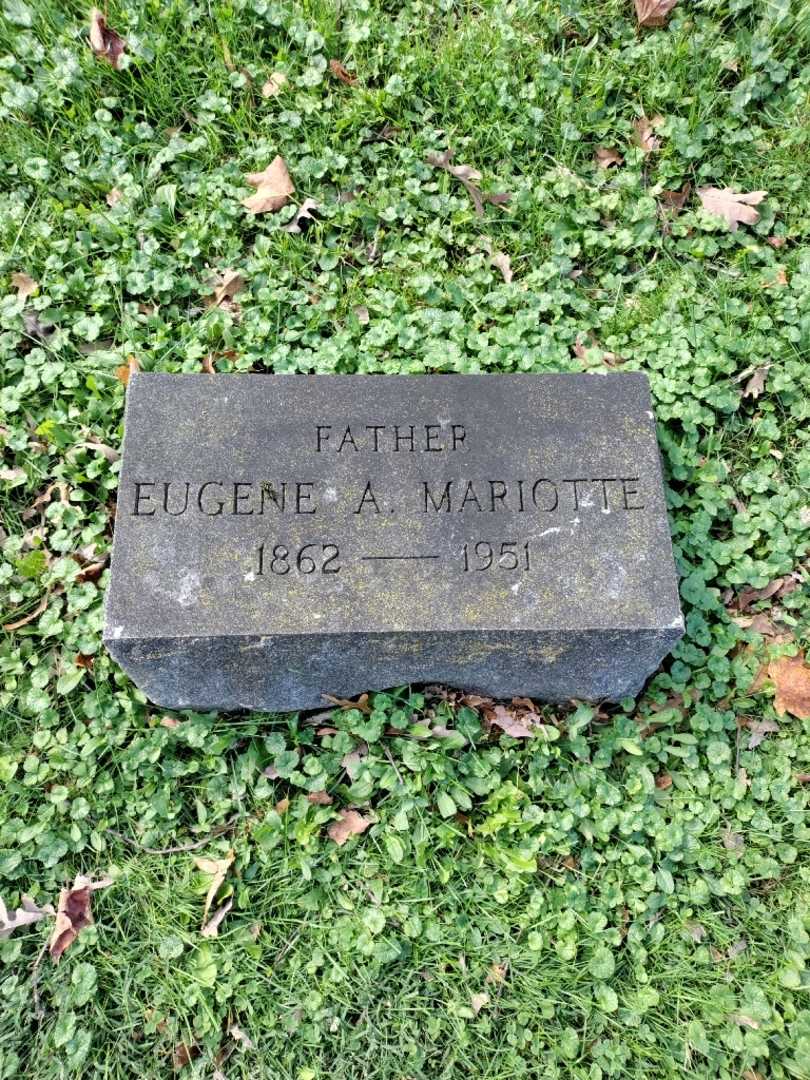 FATHER
EUGENE A. MARIOTTE
1862 — 1951